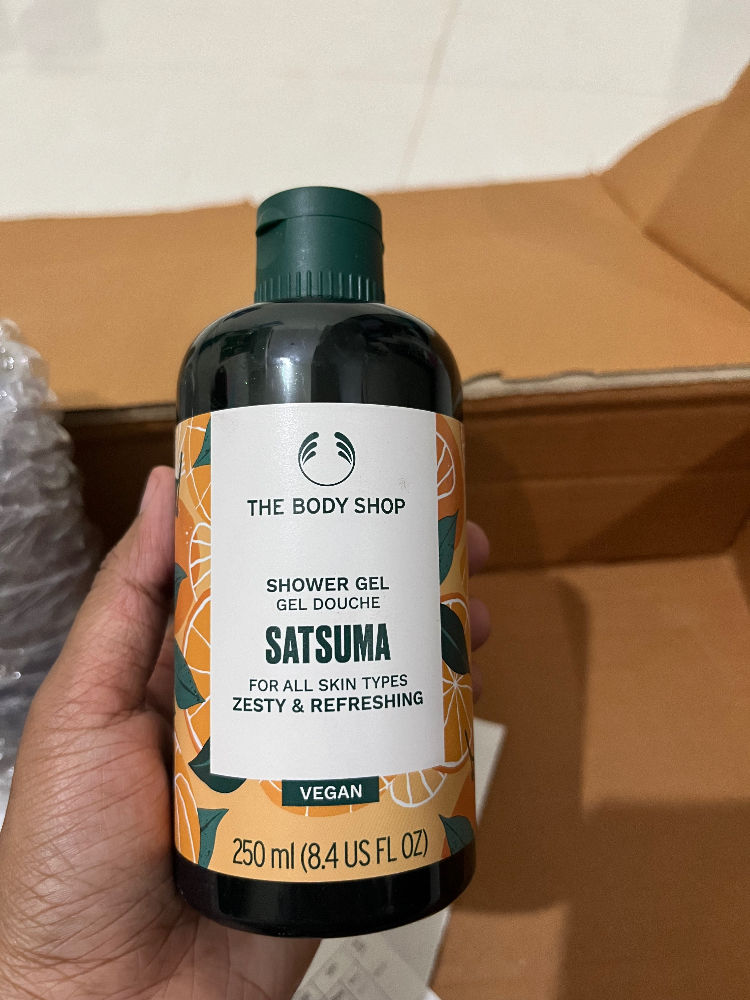 THE BODY SHOP
SHOWER GEL
GEL DOUCHE
SATSUMA
FOR ALL SKIN TYPES
ZESTY & REFRESHING
VEGAN
250 ml (8.4 US FL OZ)